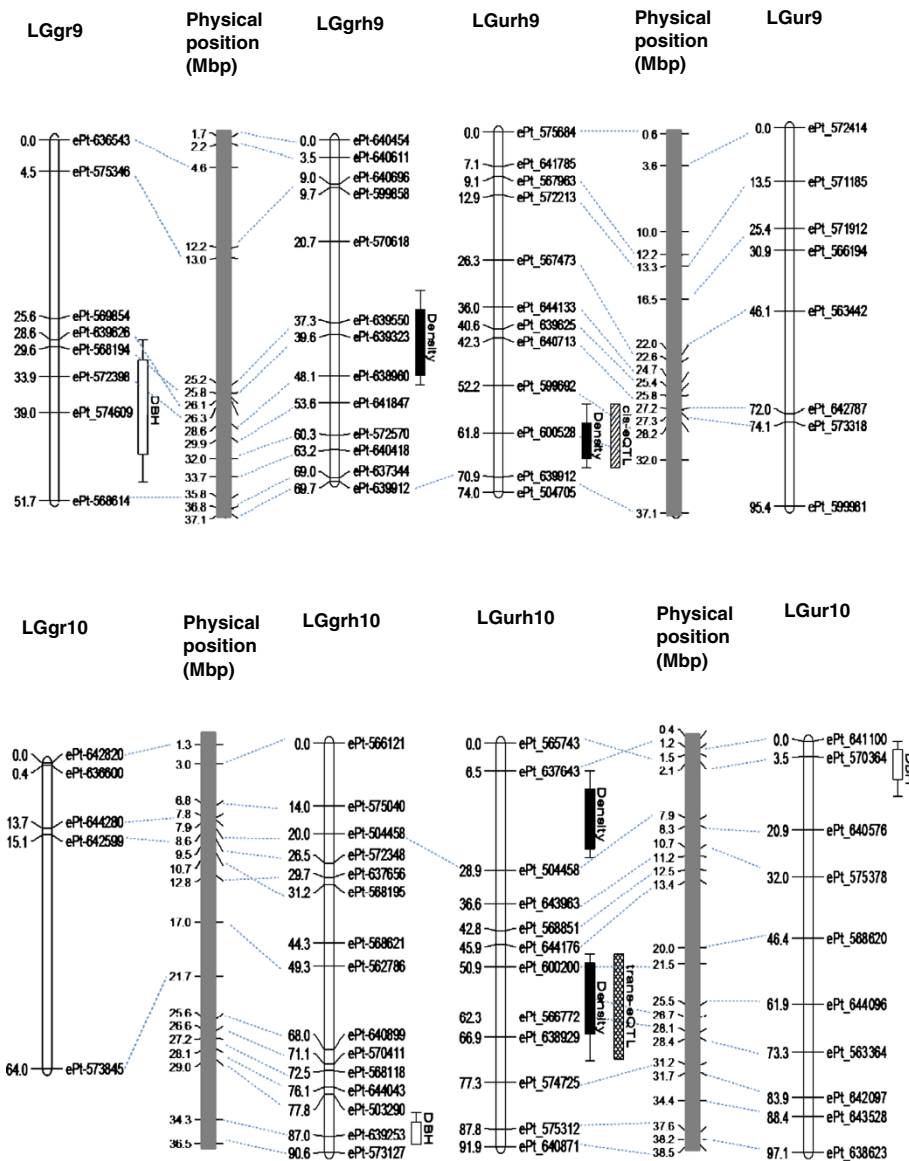 LGgr9
Physical position (Mbp)
LGgrh9
LGurh9
Physical position (Mbp)
LGur9
0.0 ePt-636543
4.5 ePt-575346
25.6 ePt-569854
28.6 ePt-639626
29.6 ePt-568194
33.9 ePt-572398
39.0 ePt_574609
51.7 ePt-568614
DBH
1.7
2.2
4.6
12.2
13.0
25.2
25.8
26.1
26.3
28.6
29.9
32.0
33.7
35.8
36.8
37.1
0.0 ePt-640454
3.5 ePt-640611
9.0 ePt-640696
9.7 ePt-599858
20.7 ePt-570618
37.3 ePt-639550
39.6 ePt-639323
48.1 ePt-638960
53.6 ePt-641847
60.3 ePt-572570
63.2 ePt-640418
69.0 ePt-637344
69.7 ePt-639912
Density
0.0 ePt_575684
7.1 ePt_641785
9.1 ePt_567963
12.9 ePt_572213
26.3 ePt_567473
36.0 ePt_644133
40.6 ePt_639625
42.3 ePt_640713
52.2 ePt_599692
61.8 ePt_600528
70.9 ePt_639912
74.0 ePt_504705
Density
cis-eQTL
0.6
3.6
10.0
12.2
13.3
16.5
22.0
22.6
24.7
25.4
25.8
27.2
27.3
28.2
32.0
37.1
0.0 ePt_572414
13.5 ePt_571185
25.4 ePt_571912
30.9 ePt_566194
46.1 ePt_563442
72.0 ePt_642787
74.1 ePt_573318
95.4 ePt_599981
LGgr10
Physical position (Mbp)
LGgrh10
LGurh10
Physical position (Mbp)
LGur10
0.0 ePt-642820
0.4 ePt-636600
13.7 ePt-644280
15.1 ePt-642599
64.0 ePt-573845
1.3
3.0
6.8
7.8
7.9
8.6
9.5
10.7
12.8
17.0
21.7
25.6
26.6
27.2
28.1
29.0
34.3
36.5
0.0 ePt-566121
14.0 ePt-575040
20.0 ePt-504458
26.5 ePt-572348
29.7 ePt-637656
31.2 ePt-568195
44.3 ePt-568621
49.3 ePt-562786
68.0 ePt-640899
71.1 ePt-570411
72.5 ePt-568118
76.1 ePt-644043
77.8 ePt-503290
87.0 ePt-639253
90.6 ePt-573127
DBH
0.0 ePt_565743
6.5 ePt_637643
28.9 ePt_504458
36.6 ePt_643963
42.8 ePt_568851
45.9 ePt_644176
50.9 ePt_600200
62.3 ePt_566772
66.9 ePt_638929
77.3 ePt_574725
87.8 ePt_575312
91.9 ePt_640871
Density
Density
trans-eQTL
0.4
1.2
1.5
2.1
7.9
8.3
10.7
11.2
12.5
13.4
20.0
21.5
25.5
26.7
28.1
28.4
31.2
31.7
34.4
37.6
38.2
38.5
0.0 ePt_641100
3.5 ePt_570364
20.9 ePt_640576
32.0 ePt_575378
46.4 ePt_568620
61.9 ePt_644096
73.3 ePt_563364
83.9 ePt_642097
88.4 ePt_643528
97.1 ePt_638623
DBH